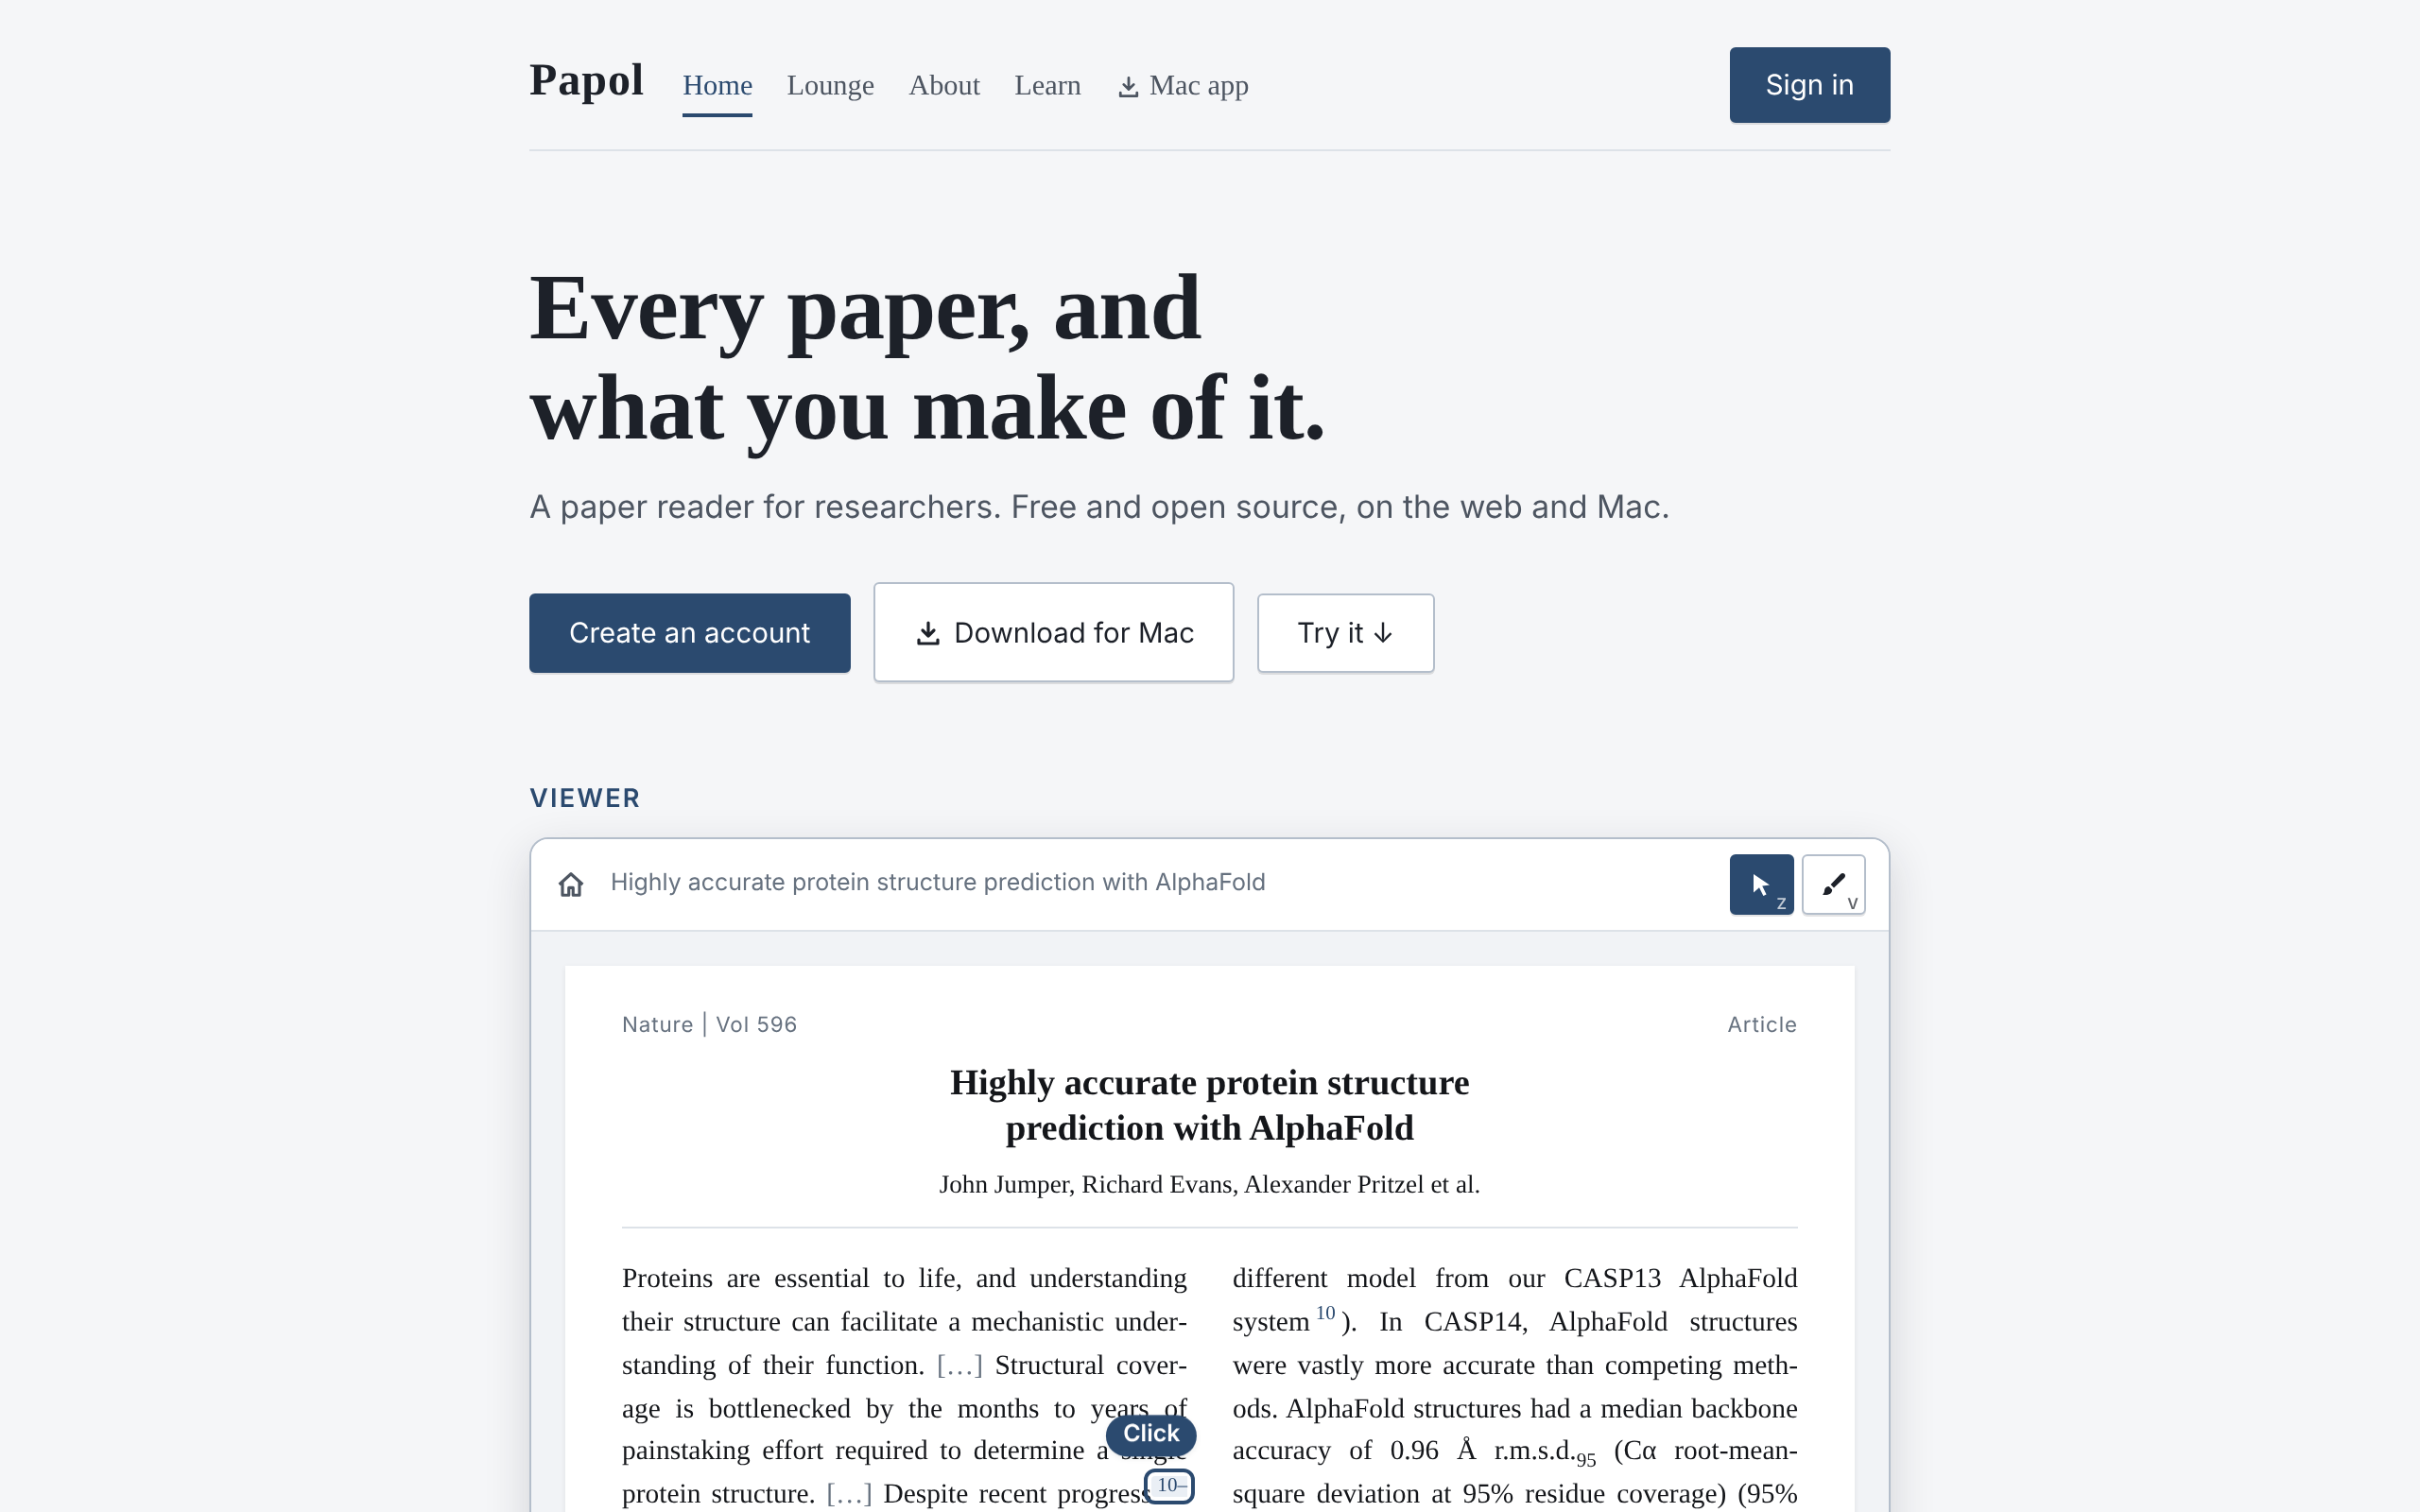 Papol
Home
Lounge
About
Learn
Mac app
Sign in
Every paper, and
what you make of it.
A paper reader for researchers. Free and open source, on the web and Mac.
Create an account
Download for Mac
Try it ↓
VIEWER
Highly accurate protein structure prediction with AlphaFold
z
v
Nature | Vol 596
Article
Highly accurate protein structure
prediction with AlphaFold
John Jumper, Richard Evans, Alexander Pritzel et al.
Proteins are essential to life, and understanding
their structure can facilitate a mechanistic under-
standing of their function. […] Structural cover-
age is bottlenecked by the months to years of
painstaking effort required to determine a single
protein structure. […] Despite recent progress
10–
Click
different model from our CASP13 AlphaFold
system 10 ). In CASP14, AlphaFold structures
were vastly more accurate than competing meth-
ods. AlphaFold structures had a median backbone
accuracy of 0.96 Å r.m.s.d.95 (Cα root-mean-
square deviation at 95% residue coverage) (95%